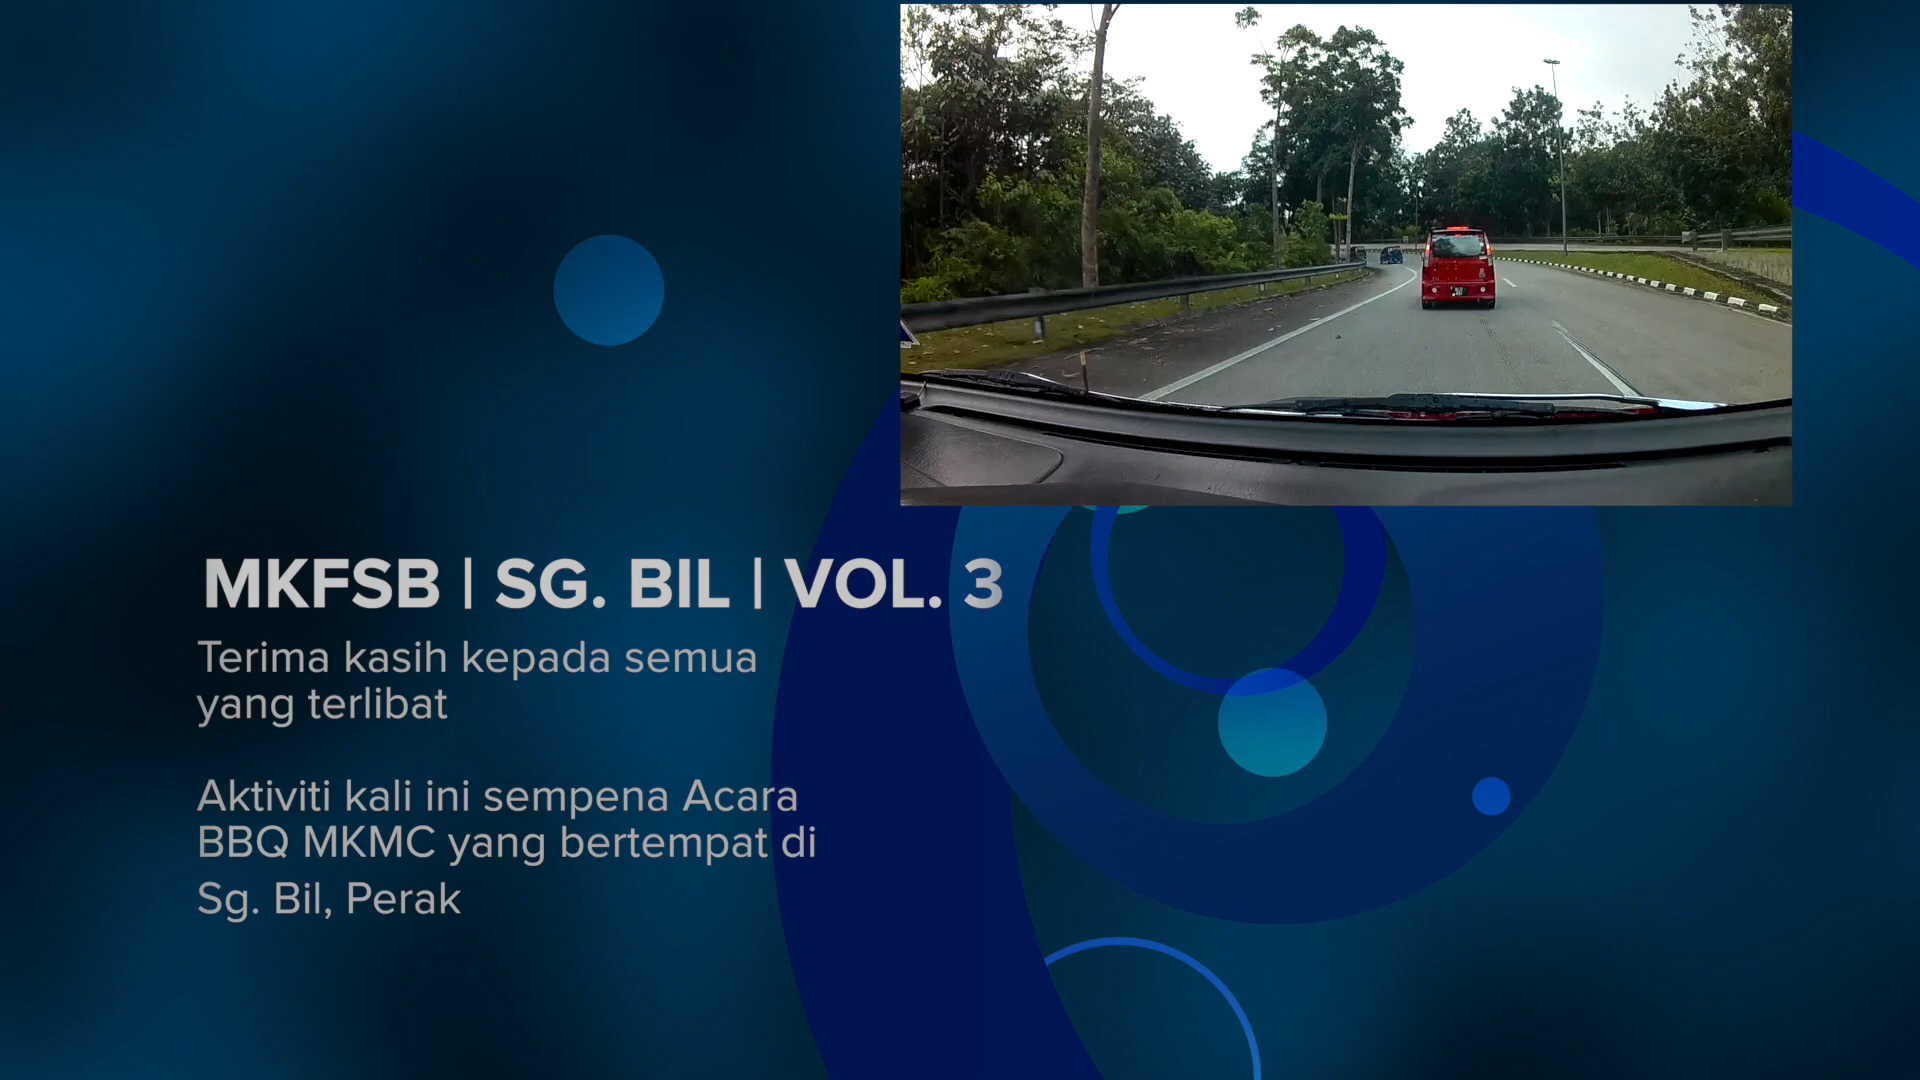 MKFSB | SG. BIL | VOL. 3
Terima kasih kepada semua
yang terlibat
Aktiviti kali ini sempena Acara
BBQ MKMC yang bertempat di
Sg. Bil, Perak